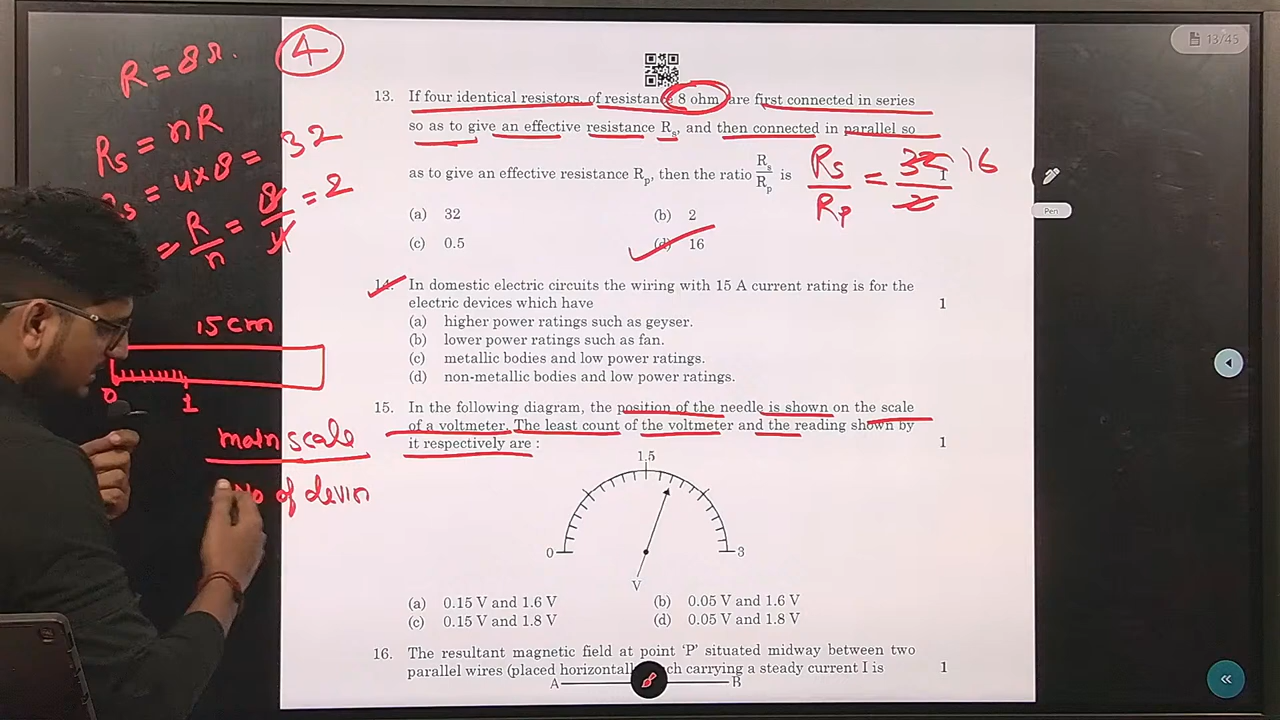 R = 8Ω.
4
Rs = nR
Rs = 4×8 = 32
= R/n = 8/4 = 2
13/45
13. If four identical resistors, of resistance 8 ohm are first connected in series
so as to give an effective resistance Rs, and then connected in parallel so
as to give an effective resistance Rp, then the ratio Rs/Rp is
Rs/Rp = 32/2 16
1
(a) 32 (b) 2
(c) 0.5 (d) 16
Pen
14. In domestic electric circuits the wiring with 15 A current rating is for the
electric devices which have 1
(a) higher power ratings such as geyser.
(b) lower power ratings such as fan.
(c) metallic bodies and low power ratings.
(d) non-metallic bodies and low power ratings.
15 cm
0 1
main scale
No of devin
15. In the following diagram, the position of the needle is shown on the scale
of a voltmeter. The least count of the voltmeter and the reading shown by
it respectively are : 1
1.5
0 3
V
(a) 0.15 V and 1.6 V (b) 0.05 V and 1.6 V
(c) 0.15 V and 1.8 V (d) 0.05 V and 1.8 V
16. The resultant magnetic field at point 'P' situated midway between two
parallel wires (placed horizontally) each carrying a steady current I is 1
A B